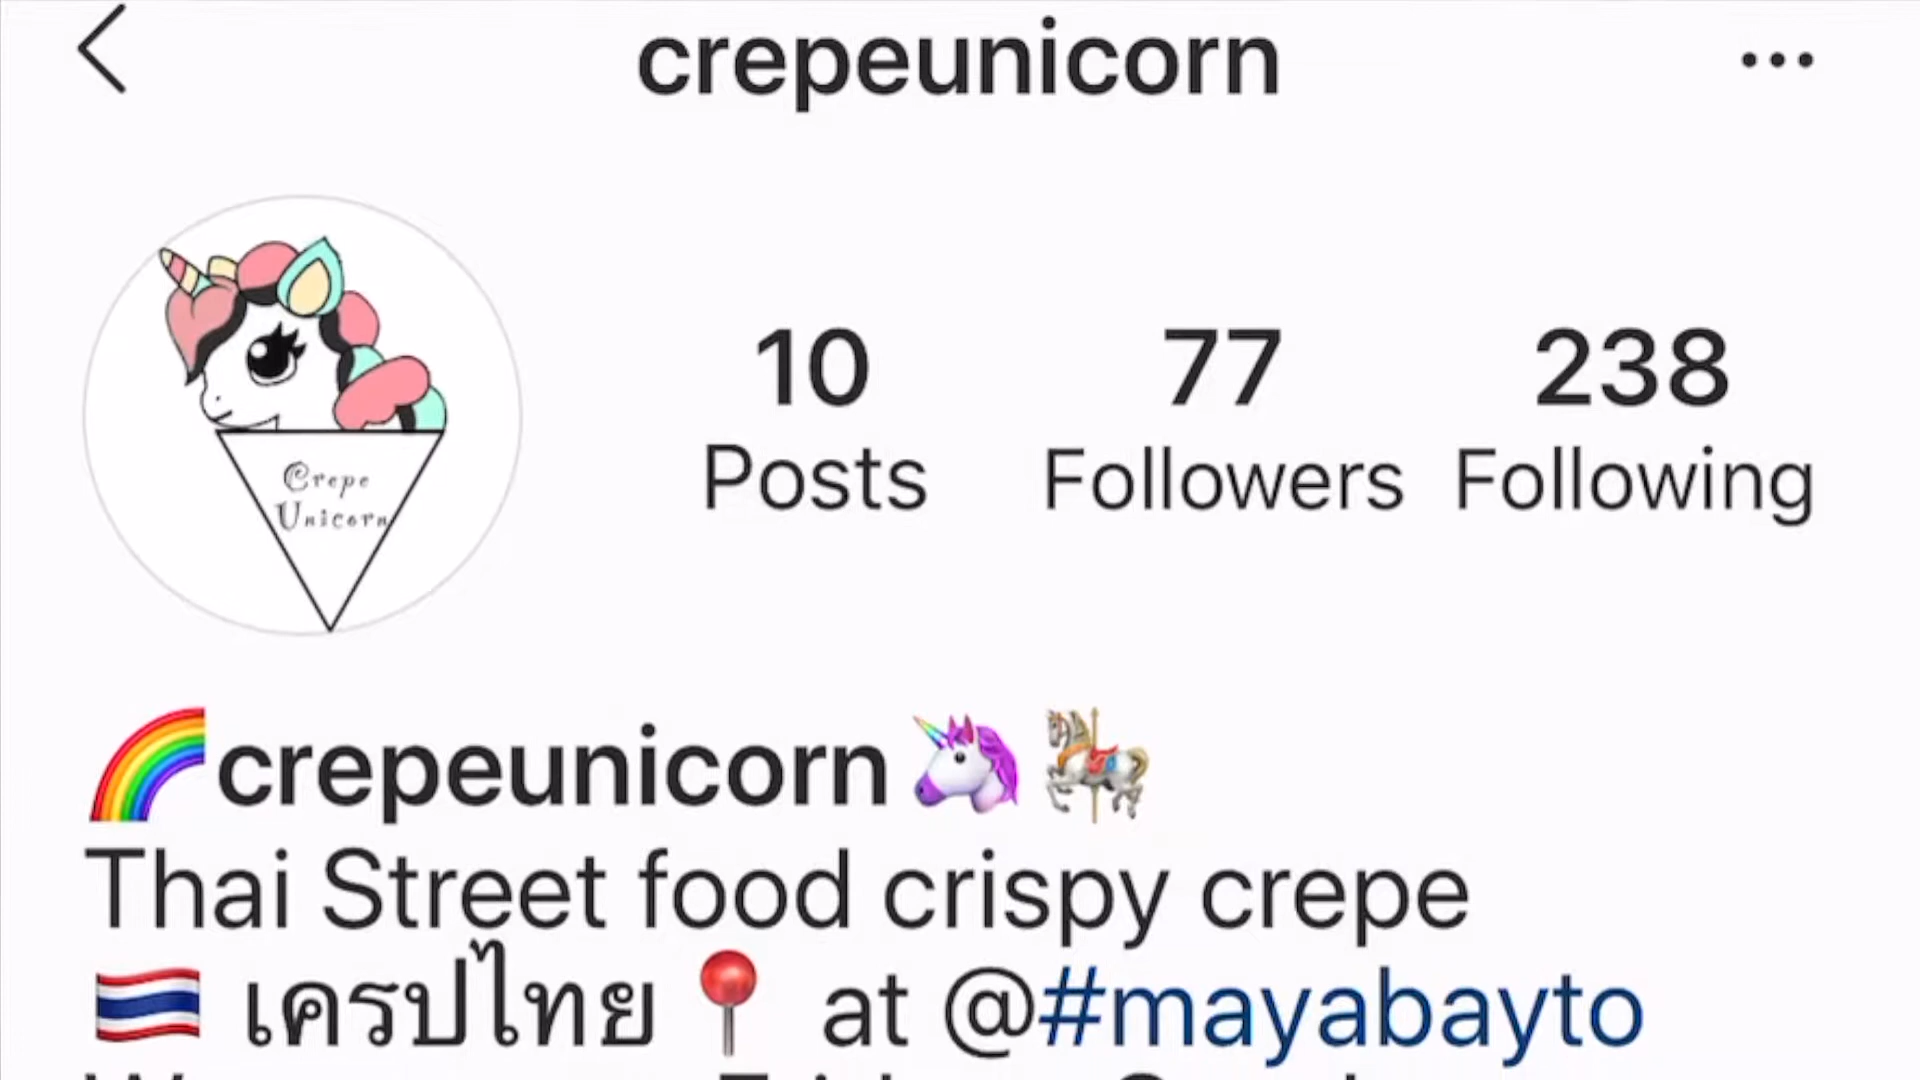 crepeunicorn
Crepe
Unicorn
10 77 238
Posts Followers Following
🌈crepeunicorn🦄🎠
Thai Street food crispy crepe
🇹🇭 เครปไทย📍 at @#mayabayto